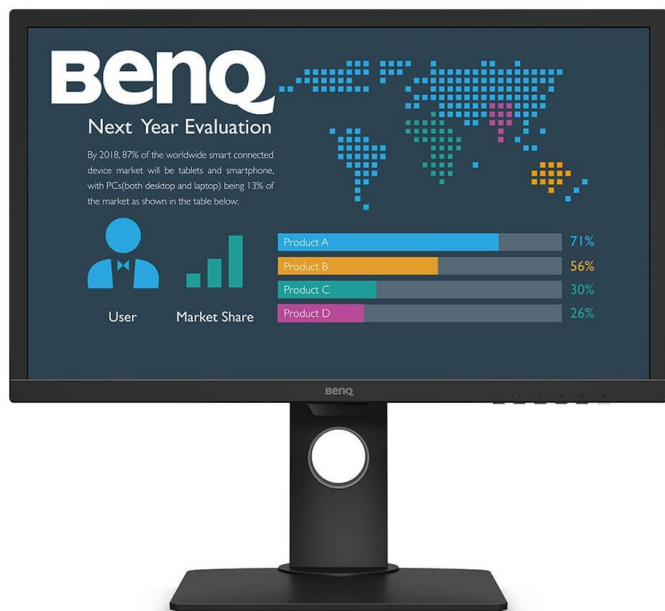 BenQ
Next Year Evaluation
By 2018, 87% of the worldwide smart connected
device market will be tablets and smartphone,
with PCs(both desktop and laptop) being 13% of
the market as shown in the table below:
User
Market Share
Product A 71%
Product B 56%
Product C 30%
Product D 26%
BenQ